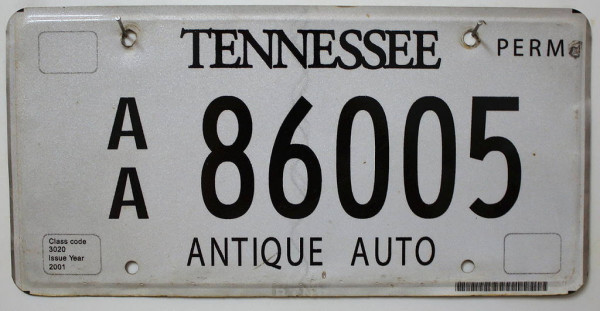 TENNESSEE
PERM
A
A
86005
Class code
3020
Issue Year
2001
ANTIQUE AUTO